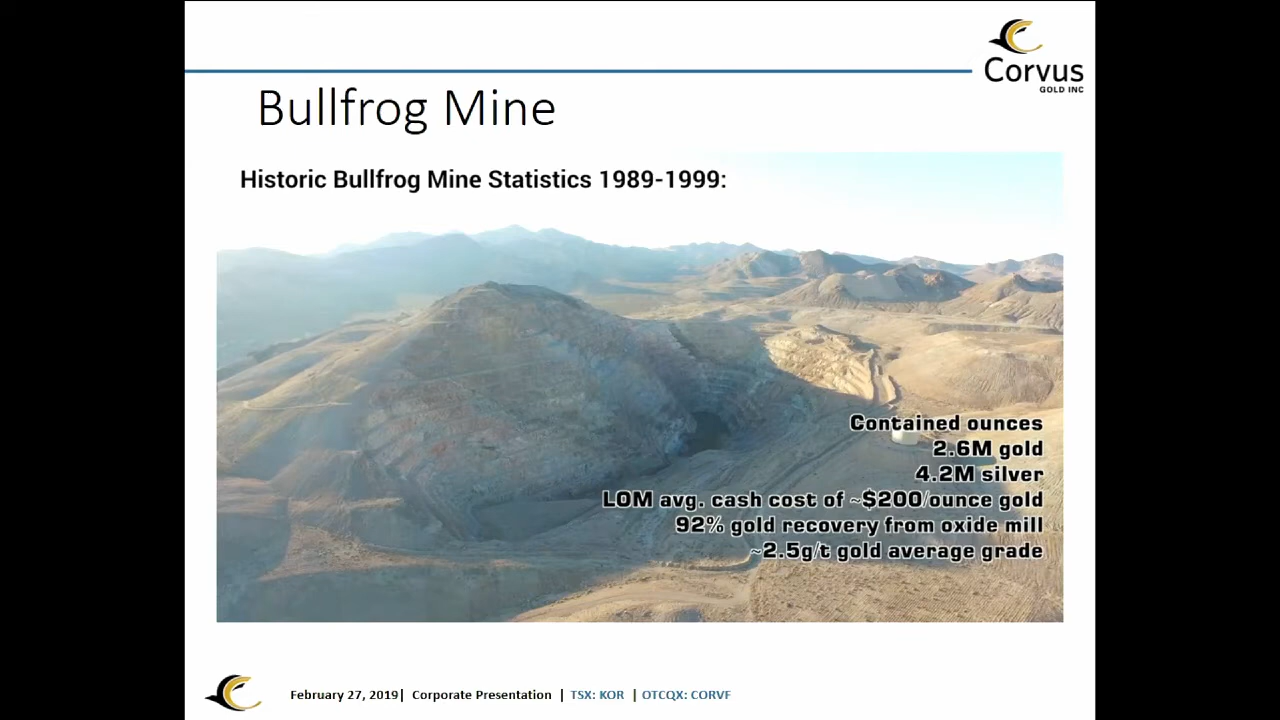 Corvus
GOLD INC
Bullfrog Mine
Historic Bullfrog Mine Statistics 1989-1999:
Contained ounces
2.6M gold
4.2M silver
LOM avg. cash cost of ~$200/ounce gold
92% gold recovery from oxide mill
~2.5g/t gold average grade
February 27, 2019| Corporate Presentation | TSX: KOR | OTCQX: CORVF